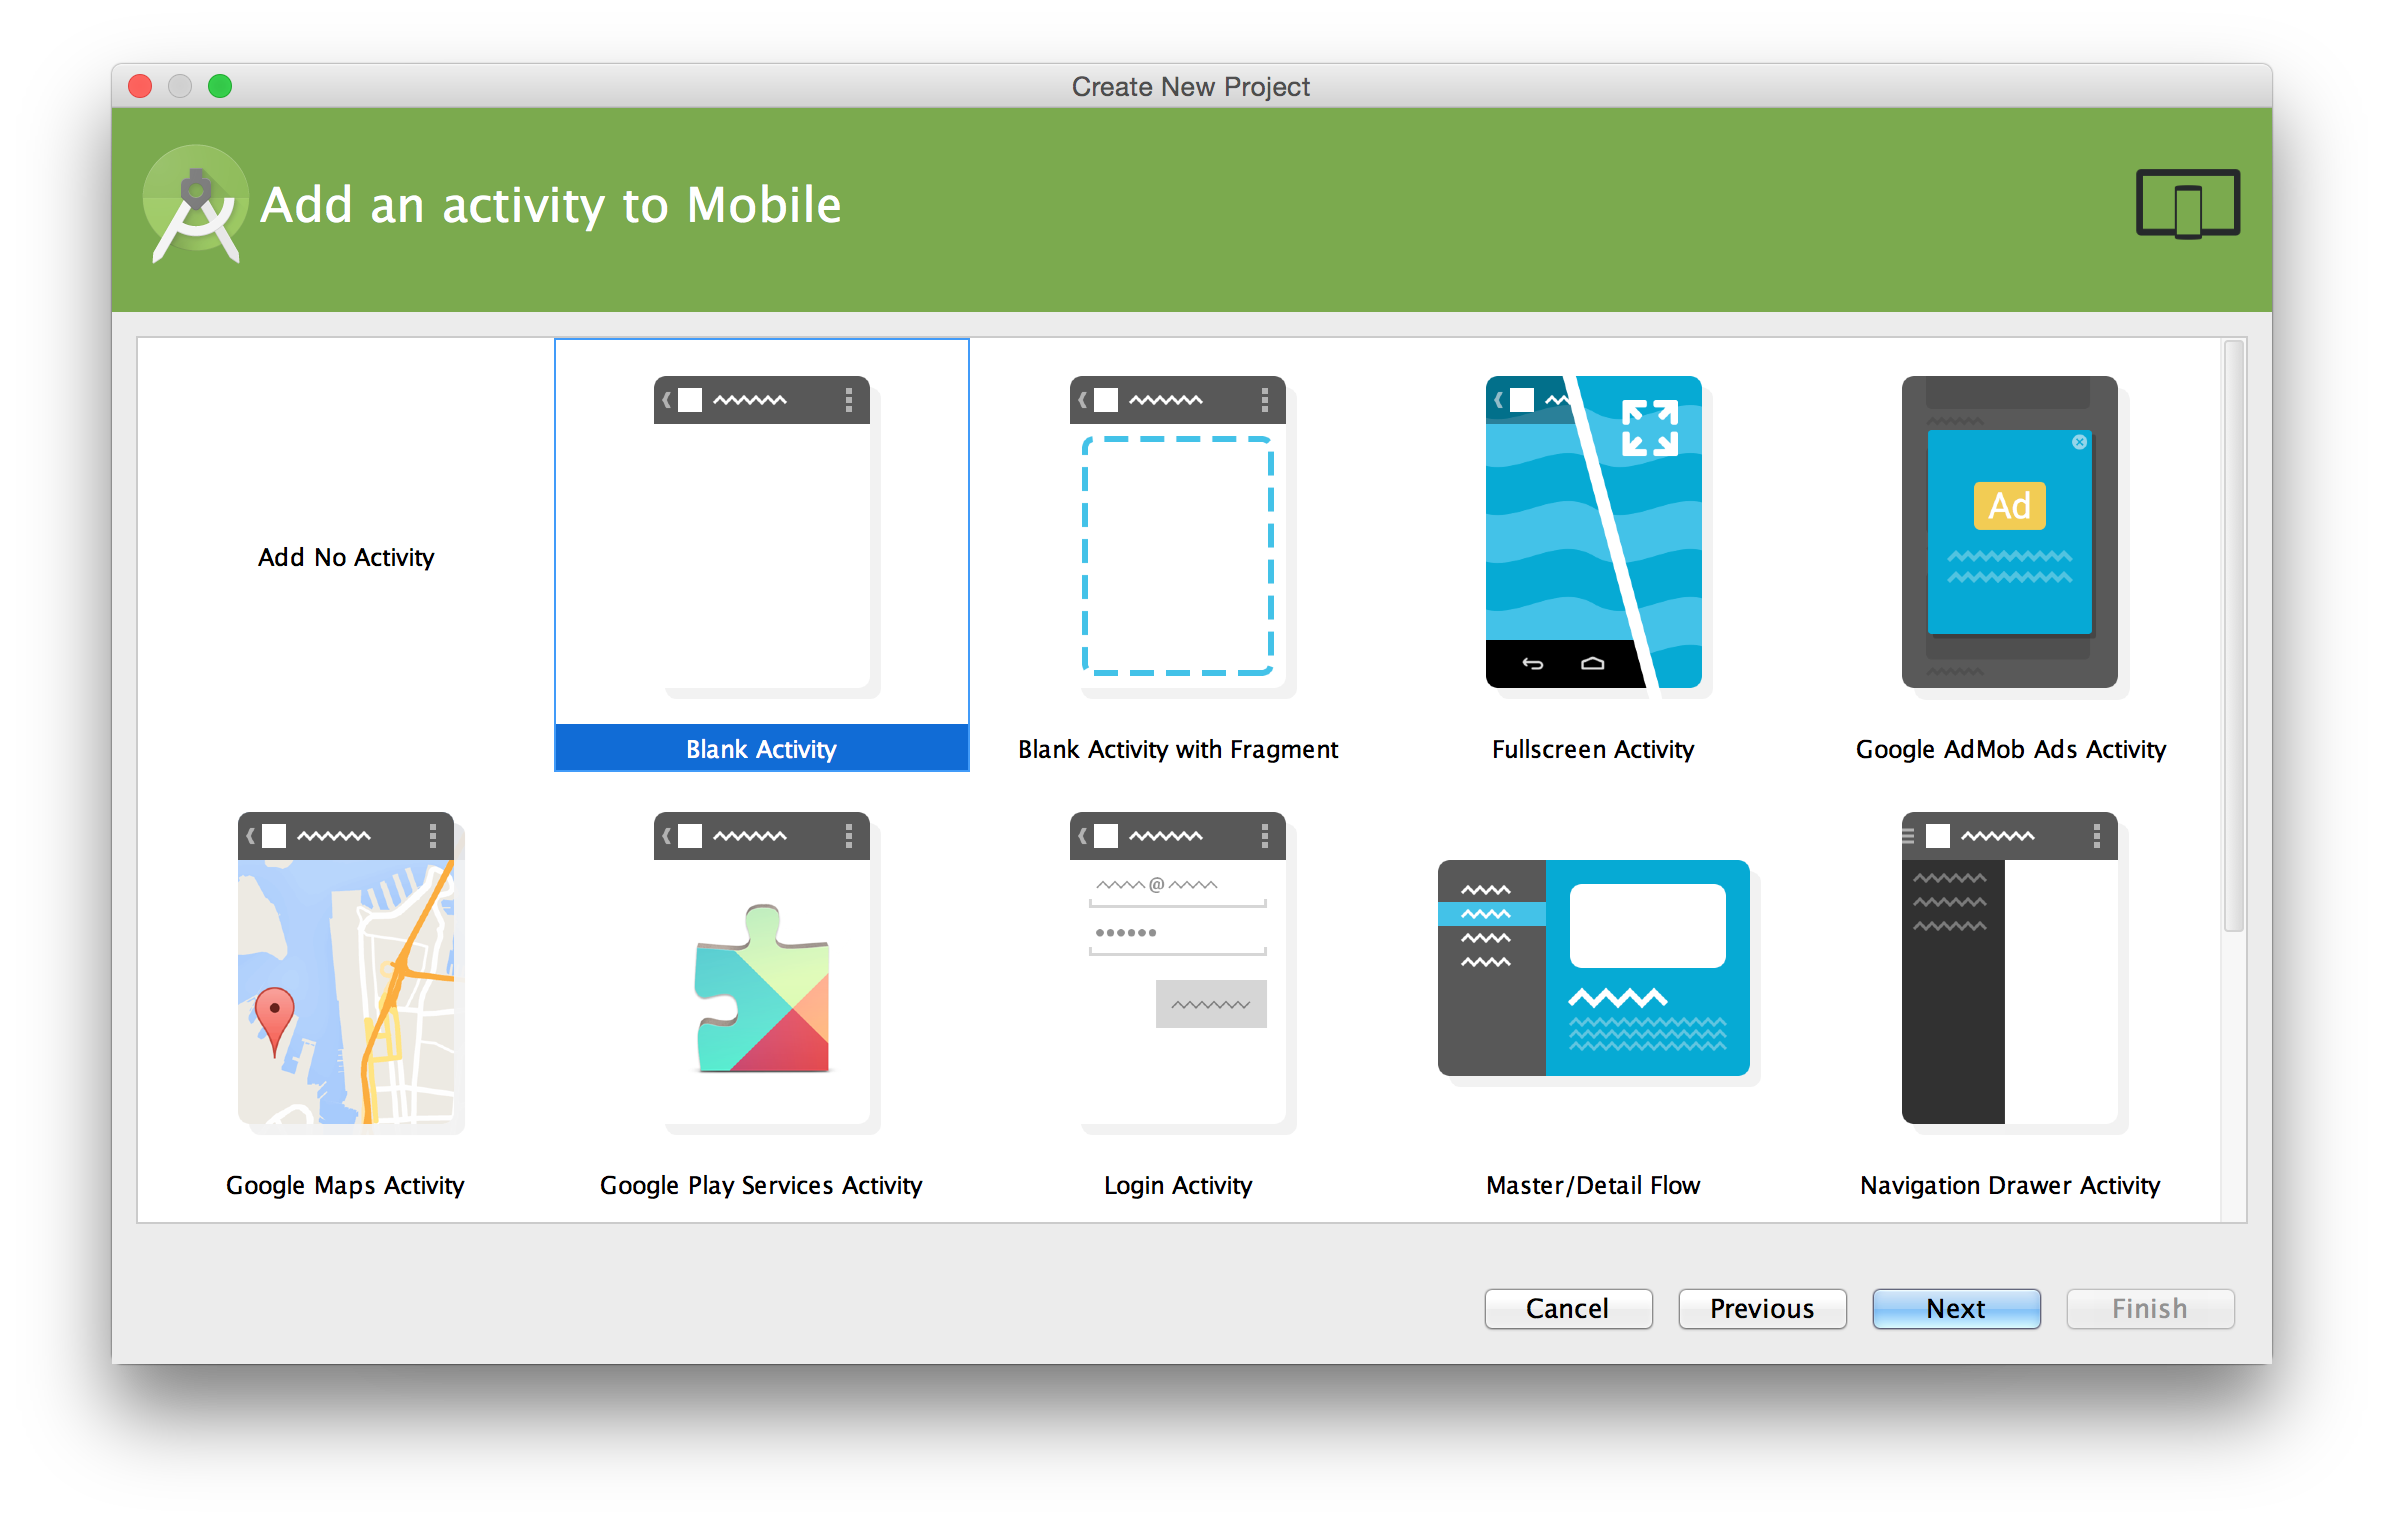 Create New Project
Add an activity to Mobile
Add No Activity
Ad
Blank Activity
Blank Activity with Fragment
Fullscreen Activity
Google AdMob Ads Activity
@
Google Maps Activity
Google Play Services Activity
Login Activity
Master/Detail Flow
Navigation Drawer Activity
Cancel
Previous
Next
Finish